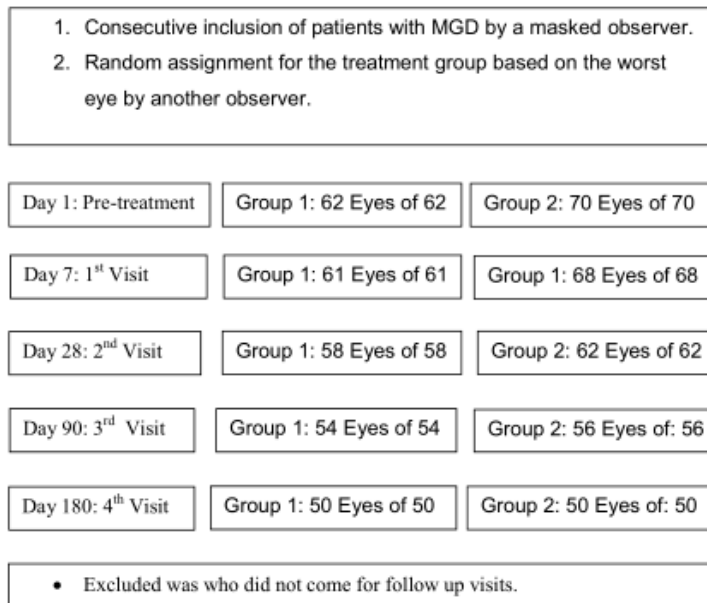 1. Consecutive inclusion of patients with MGD by a masked observer.
2. Random assignment for the treatment group based on the worst
eye by another observer.
Day 1: Pre-treatment Group 1: 62 Eyes of 62 Group 2: 70 Eyes of 70
Day 7: 1st Visit Group 1: 61 Eyes of 61 Group 1: 68 Eyes of 68
Day 28: 2nd Visit Group 1: 58 Eyes of 58 Group 2: 62 Eyes of 62
Day 90: 3rd Visit Group 1: 54 Eyes of 54 Group 2: 56 Eyes of: 56
Day 180: 4th Visit Group 1: 50 Eyes of 50 Group 2: 50 Eyes of: 50
• Excluded was who did not come for follow up visits.